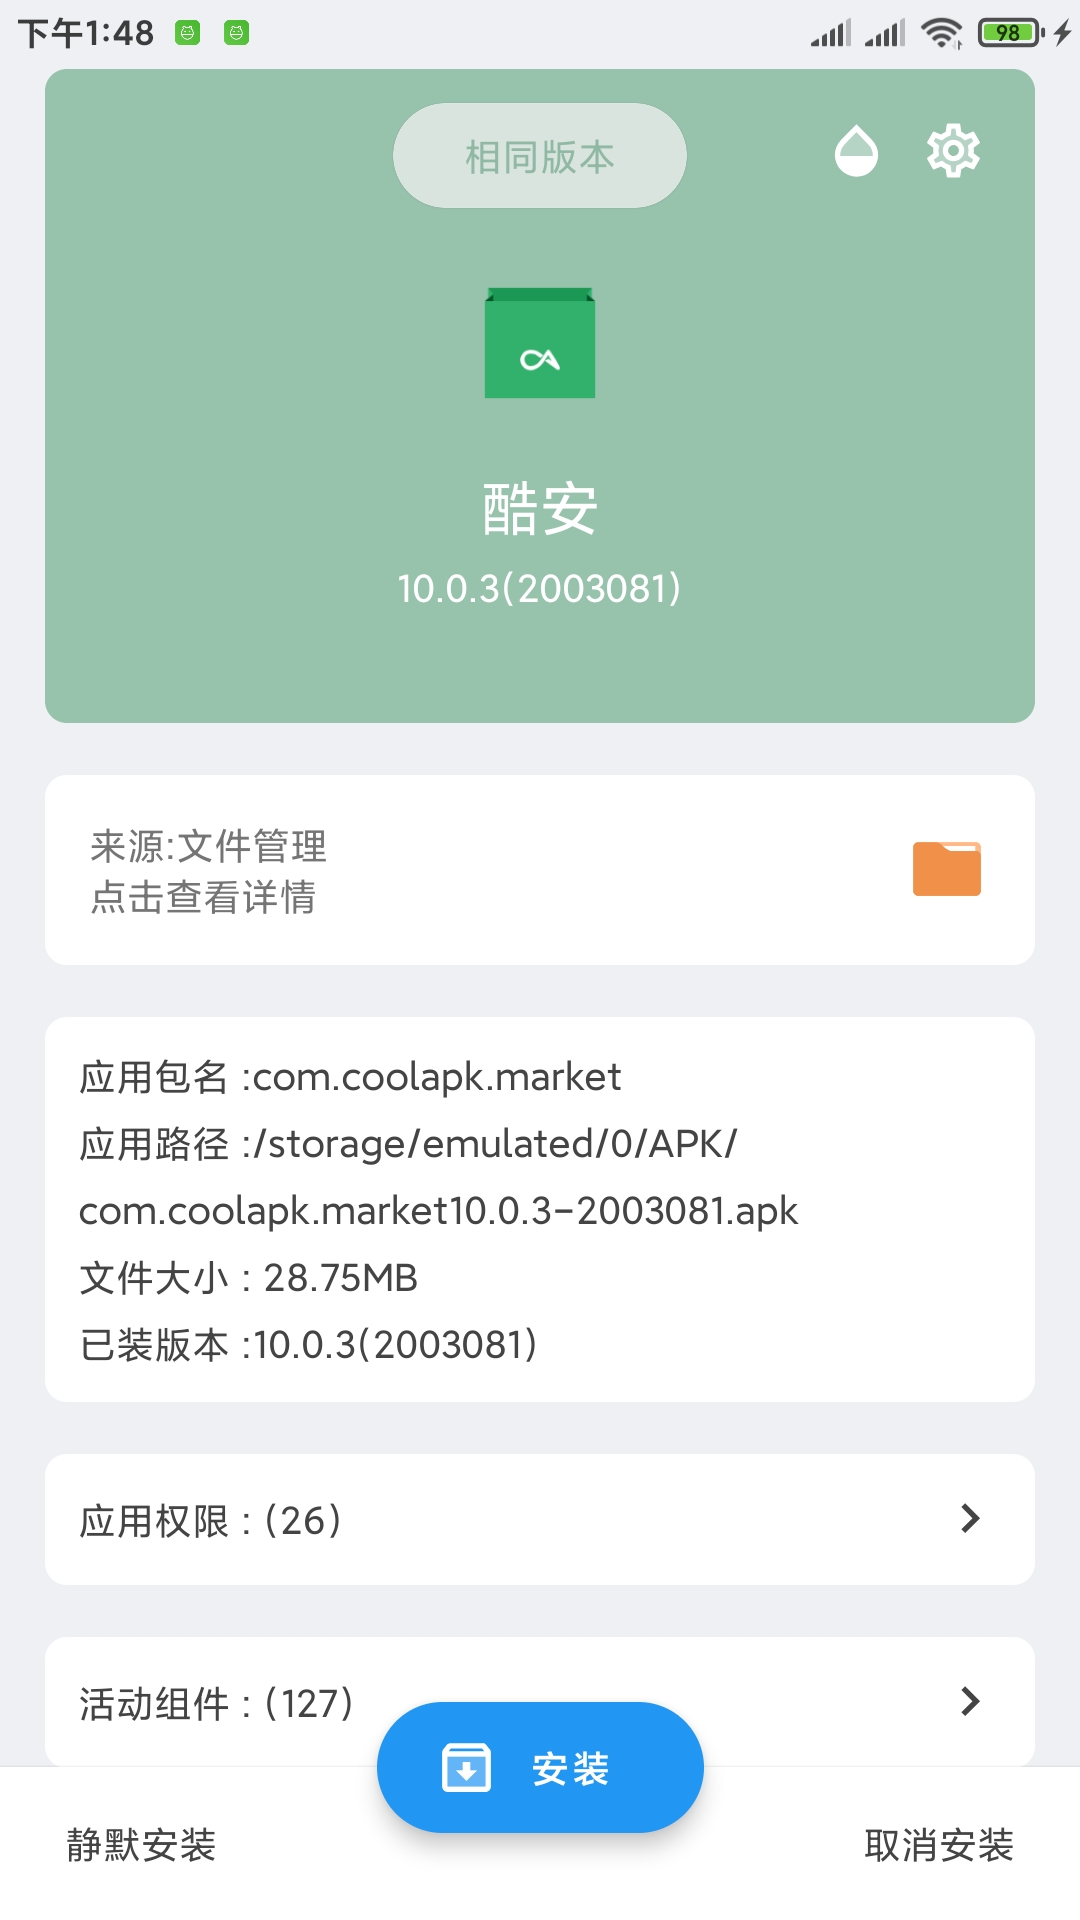 下午1:48
98
相同版本
酷安
10.0.3(2003081)
来源:文件管理
点击查看详情
应用包名 :com.coolapk.market
应用路径 :/storage/emulated/0/APK/
com.coolapk.market10.0.3-2003081.apk
文件大小 : 28.75MB
已装版本 :10.0.3(2003081)
应用权限 : (26)
活动组件 : (127)
安装
静默安装
取消安装